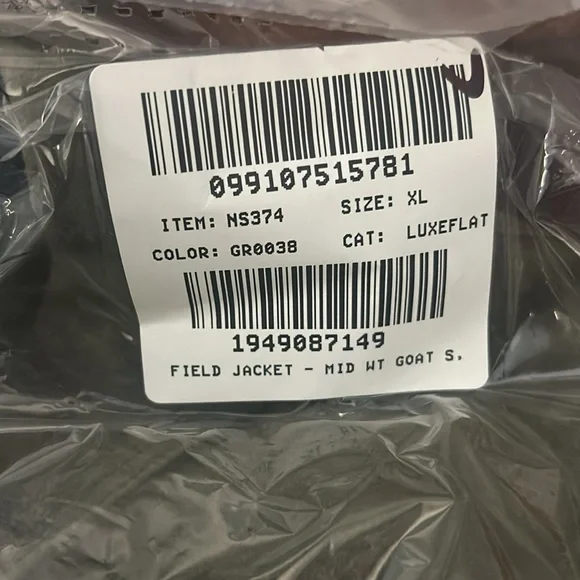 099107515781
ITEM: NS374 SIZE: XL
COLOR: GR0038 CAT: LUXEFLAT
1949087149
FIELD JACKET - MID WT GOAT S.